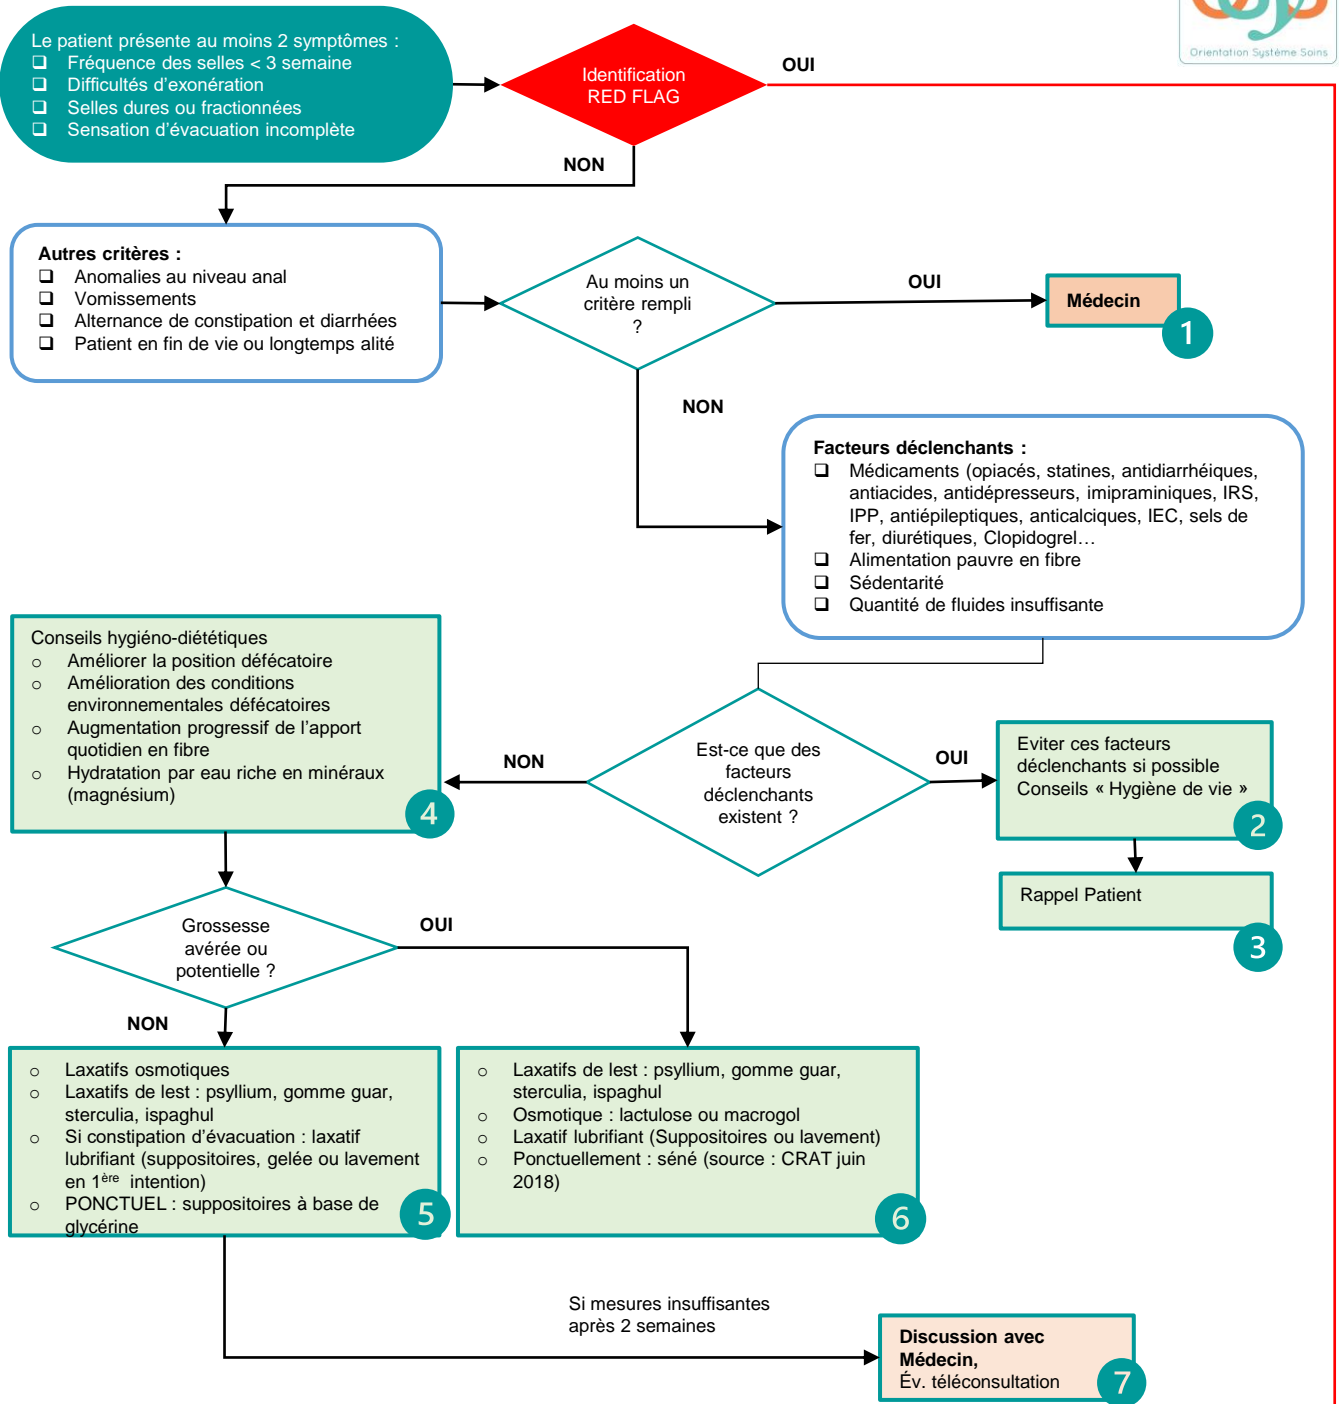 Orientation Système Soins
Le patient présente au moins 2 symptômes :
❑ Fréquence des selles < 3 semaine
❑ Difficultés d'exonération
❑ Selles dures ou fractionnées
❑ Sensation d'évacuation incomplète
Identification
RED FLAG
OUI
NON
Autres critères :
❑ Anomalies au niveau anal
❑ Vomissements
❑ Alternance de constipation et diarrhées
❑ Patient en fin de vie ou longtemps alité
Au moins un
critère rempli
?
OUI
Médecin
1
NON
Facteurs déclenchants :
❑ Médicaments (opiacés, statines, antidiarrhéiques,
antiacides, antidépresseurs, imipraminiques, IRS,
IPP, antiépileptiques, anticalciques, IEC, sels de
fer, diurétiques, Clopidogrel…
❑ Alimentation pauvre en fibre
❑ Sédentarité
❑ Quantité de fluides insuffisante
Conseils hygiéno-diététiques
o Améliorer la position défécatoire
o Amélioration des conditions
environnementales défécatoires
o Augmentation progressif de l'apport
quotidien en fibre
o Hydratation par eau riche en minéraux
(magnésium)
4
NON
Est-ce que des
facteurs
déclenchants
existent ?
OUI
Eviter ces facteurs
déclenchants si possible
Conseils « Hygiène de vie »
2
Rappel Patient
3
Grossesse
avérée ou
potentielle ?
OUI
NON
o Laxatifs osmotiques
o Laxatifs de lest : psyllium, gomme guar,
sterculia, ispaghul
o Si constipation d'évacuation : laxatif
lubrifiant (suppositoires, gelée ou lavement
en 1ère intention)
o PONCTUEL : suppositoires à base de
glycérine
5
o Laxatifs de lest : psyllium, gomme guar,
sterculia, ispaghul
o Osmotique : lactulose ou macrogol
o Laxatif lubrifiant (Suppositoires ou lavement)
o Ponctuellement : séné (source : CRAT juin
2018)
6
Si mesures insuffisantes
après 2 semaines
Discussion avec
Médecin,
Év. téléconsultation
7